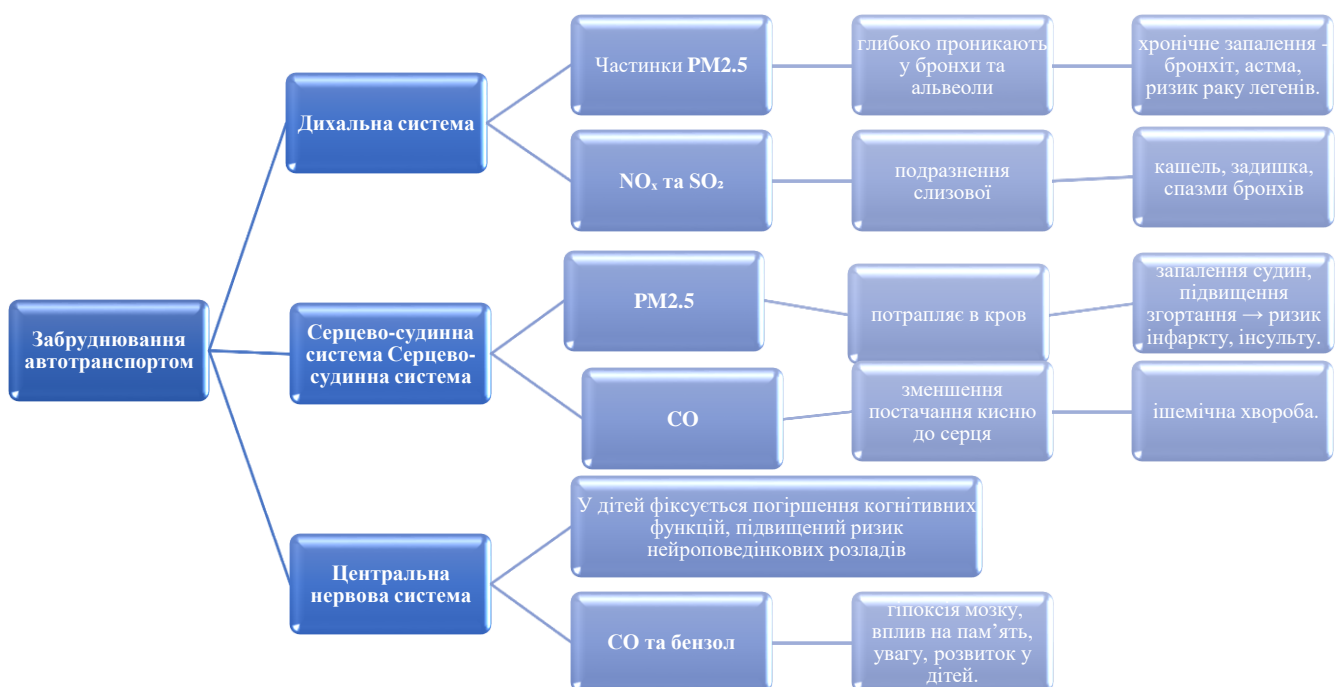 Забруднювання
автотранспортом
Дихальна система
Частинки PM2.5
глибоко проникають
у бронхи та
альвеоли
хронічне запалення -
бронхіт, астма,
ризик раку легенів.
NOₓ та SO₂
подразнення
слизової
кашель, задишка,
спазми бронхів
Серцево-судинна
система Серцево-
судинна система
PM2.5
потрапляє в кров
запалення судин,
підвищення
згортання → ризик
інфаркту, інсульту.
CO
зменшення
постачання кисню
до серця
ішемічна хвороба.
Центральна
нервова система
У дітей фіксується погіршення когнітивних
функцій, підвищений ризик
нейроповедінкових розладів
CO та бензол
гіпоксія мозку,
вплив на пам’ять,
увагу, розвиток у
дітей.